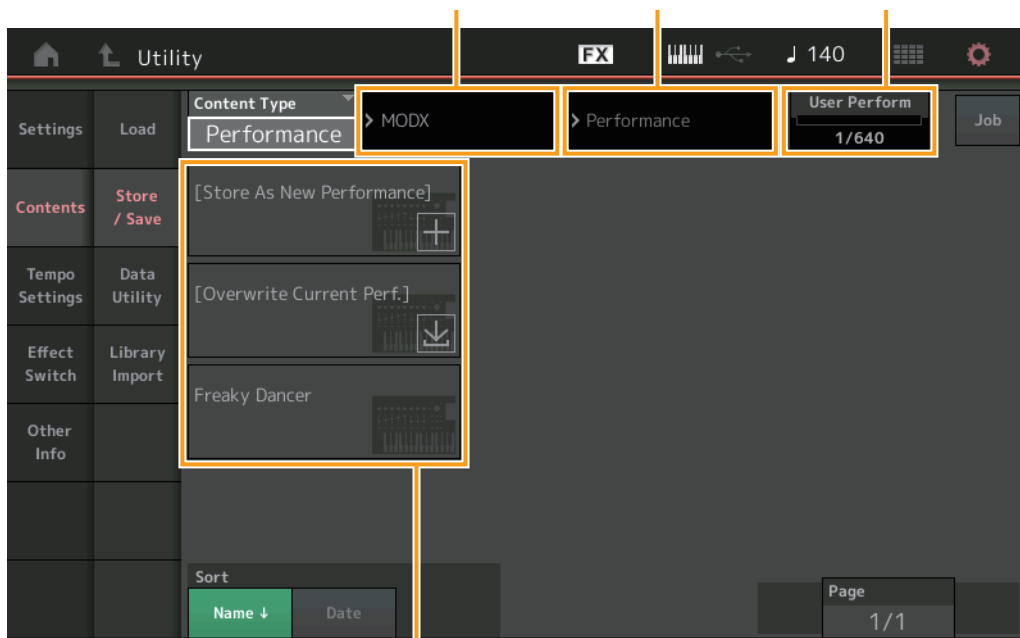 Utility
FX
♩ 140
Settings
Load
Content Type
Performance
> MODX
> Performance
User Perform
1/640
Job
Contents
Store
/ Save
[Store As New Performance]
Tempo
Settings
Data
Utility
[Overwrite Current Perf.]
Effect
Switch
Library
Import
Freaky Dancer
Other
Info
Sort
Name ↓
Date
Page
1/1